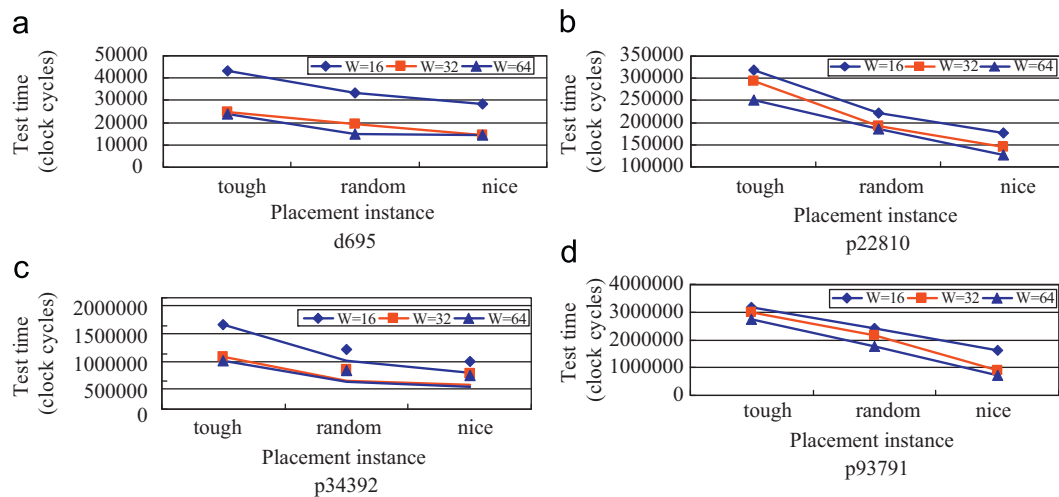 a
Test time
(clock cycles)
50000
40000
30000
20000
10000
0
W=16 W=32 W=64
tough random nice
Placement instance
d695
b
Test time
(clock cycles)
350000
300000
250000
200000
150000
100000
W=16 W=32 W=64
tough random nice
Placement instance
p22810
c
Test time
(clock cycles)
2000000
1500000
1000000
500000
0
W=16 W=32 W=64
tough random nice
Placement instance
p34392
d
Test time
(clock cycles)
4000000
3000000
2000000
1000000
0
W=16 W=32 W=64
tough random nice
Placement instance
p93791